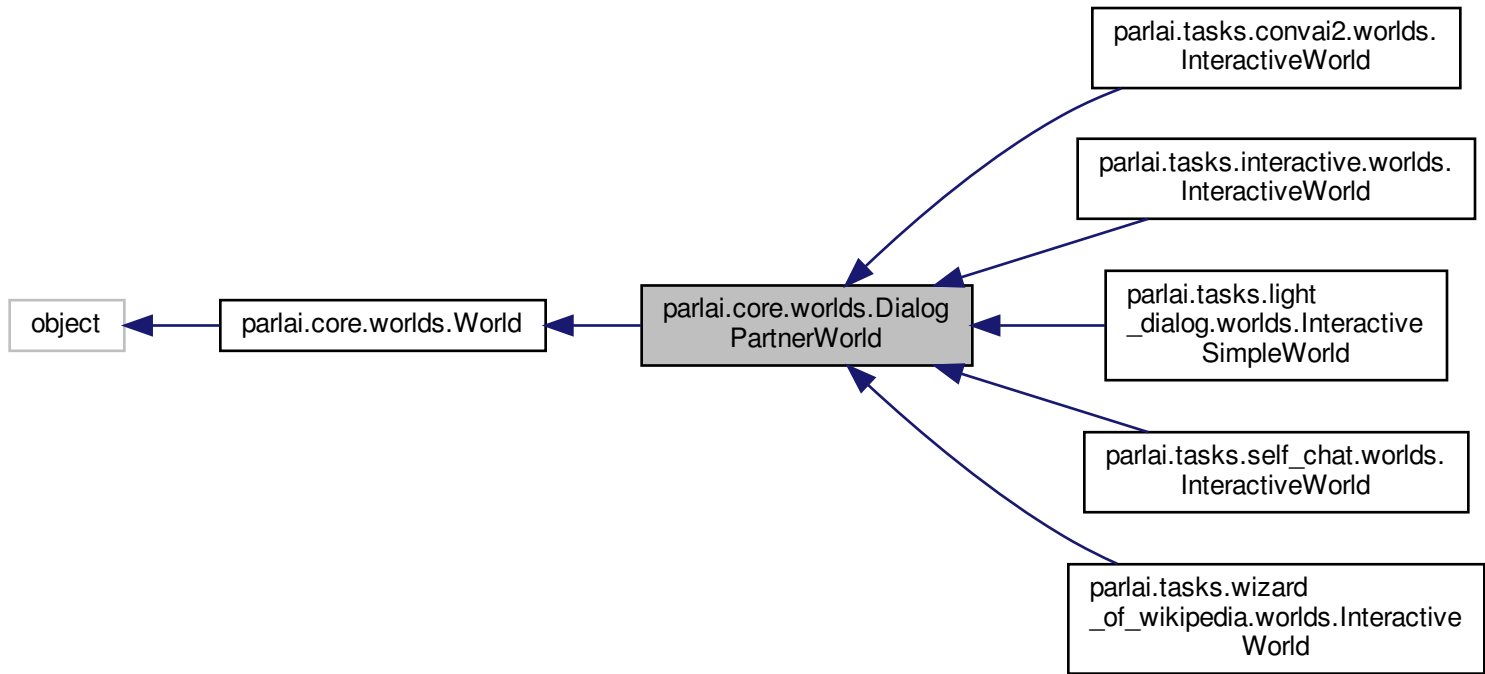 object
parlai.core.worlds.World
parlai.core.worlds.Dialog
PartnerWorld
parlai.tasks.convai2.worlds.
InteractiveWorld
parlai.tasks.interactive.worlds.
InteractiveWorld
parlai.tasks.light
_dialog.worlds.Interactive
SimpleWorld
parlai.tasks.self_chat.worlds.
InteractiveWorld
parlai.tasks.wizard
_of_wikipedia.worlds.Interactive
World